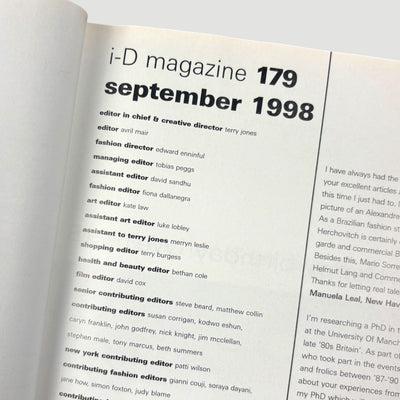 i-D magazine 179
september 1998
editor in chief & creative director terry jones
editor avril mair
fashion director edward enninful
managing editor tobias peggs
assistant editor david sandhu
fashion editor fiona dallanegra
art editor kate law
assistant art editor luke lobley
assistant to terry jones merryn leslie
shopping editor terry burgess
health and beauty editor bethan cole
film editor david cox
senior contributing editors steve beard, matthew collin
contributing editors susan corrigan, kodwo eshun,
caryn franklin, john godfrey, nick knight, jim mcclellan,
stephen male, tony marcus, beth summers
new york contributing editor patti wilson
contributing fashion editors gianni couji, soraya dayani,
jane how, simon foxton, judy blame
I have always had the
your excellent articles a
this time I just had to, I
picture of an Alexandre
As a Brazilian fashion st
Herchovitch is certainly
garde and commercial B
Besides this, Mario Sorre
Helmut Lang and Comme
Thanks for letting real tale
Manuela Leal, New Hav
I'm researching a PhD in t
at the University Of Manch
late '80s Britain'. As part of
who took part in the events
and frolics between '87-'90
about your experiences from